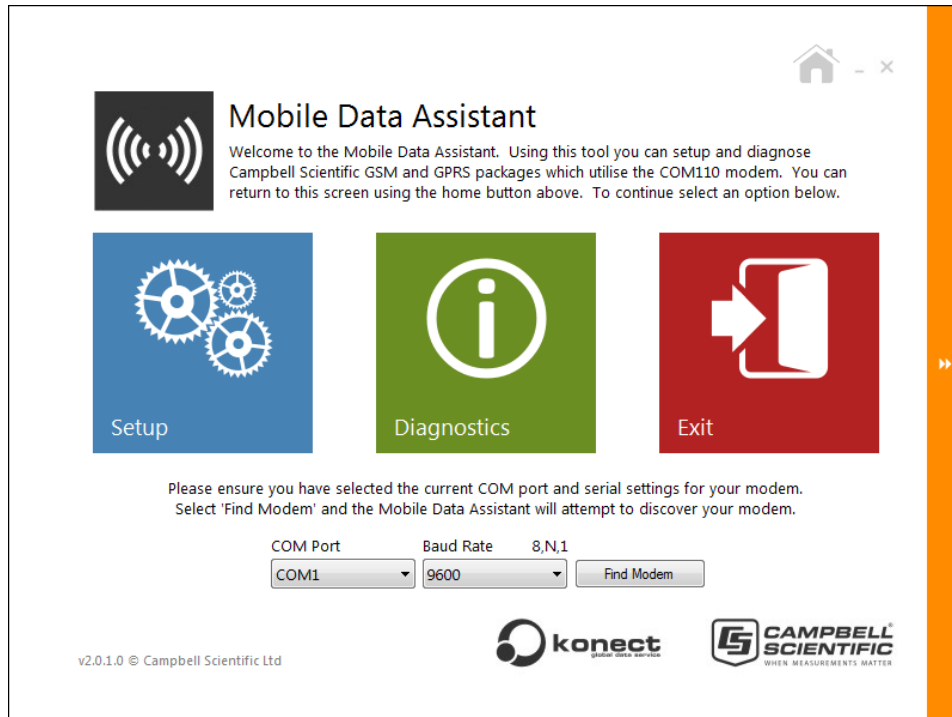 Mobile Data Assistant
Welcome to the Mobile Data Assistant. Using this tool you can setup and diagnose
Campbell Scientific GSM and GPRS packages which utilise the COM110 modem. You can
return to this screen using the home button above. To continue select an option below.
Setup
Diagnostics
Exit
Please ensure you have selected the current COM port and serial settings for your modem.
Select 'Find Modem' and the Mobile Data Assistant will attempt to discover your modem.
COM Port
Baud Rate
8,N,1
COM1
9600
Find Modem
konect
global data service
CAMPBELL
SCIENTIFIC
WHEN MEASUREMENTS MATTER
v2.0.1.0 © Campbell Scientific Ltd